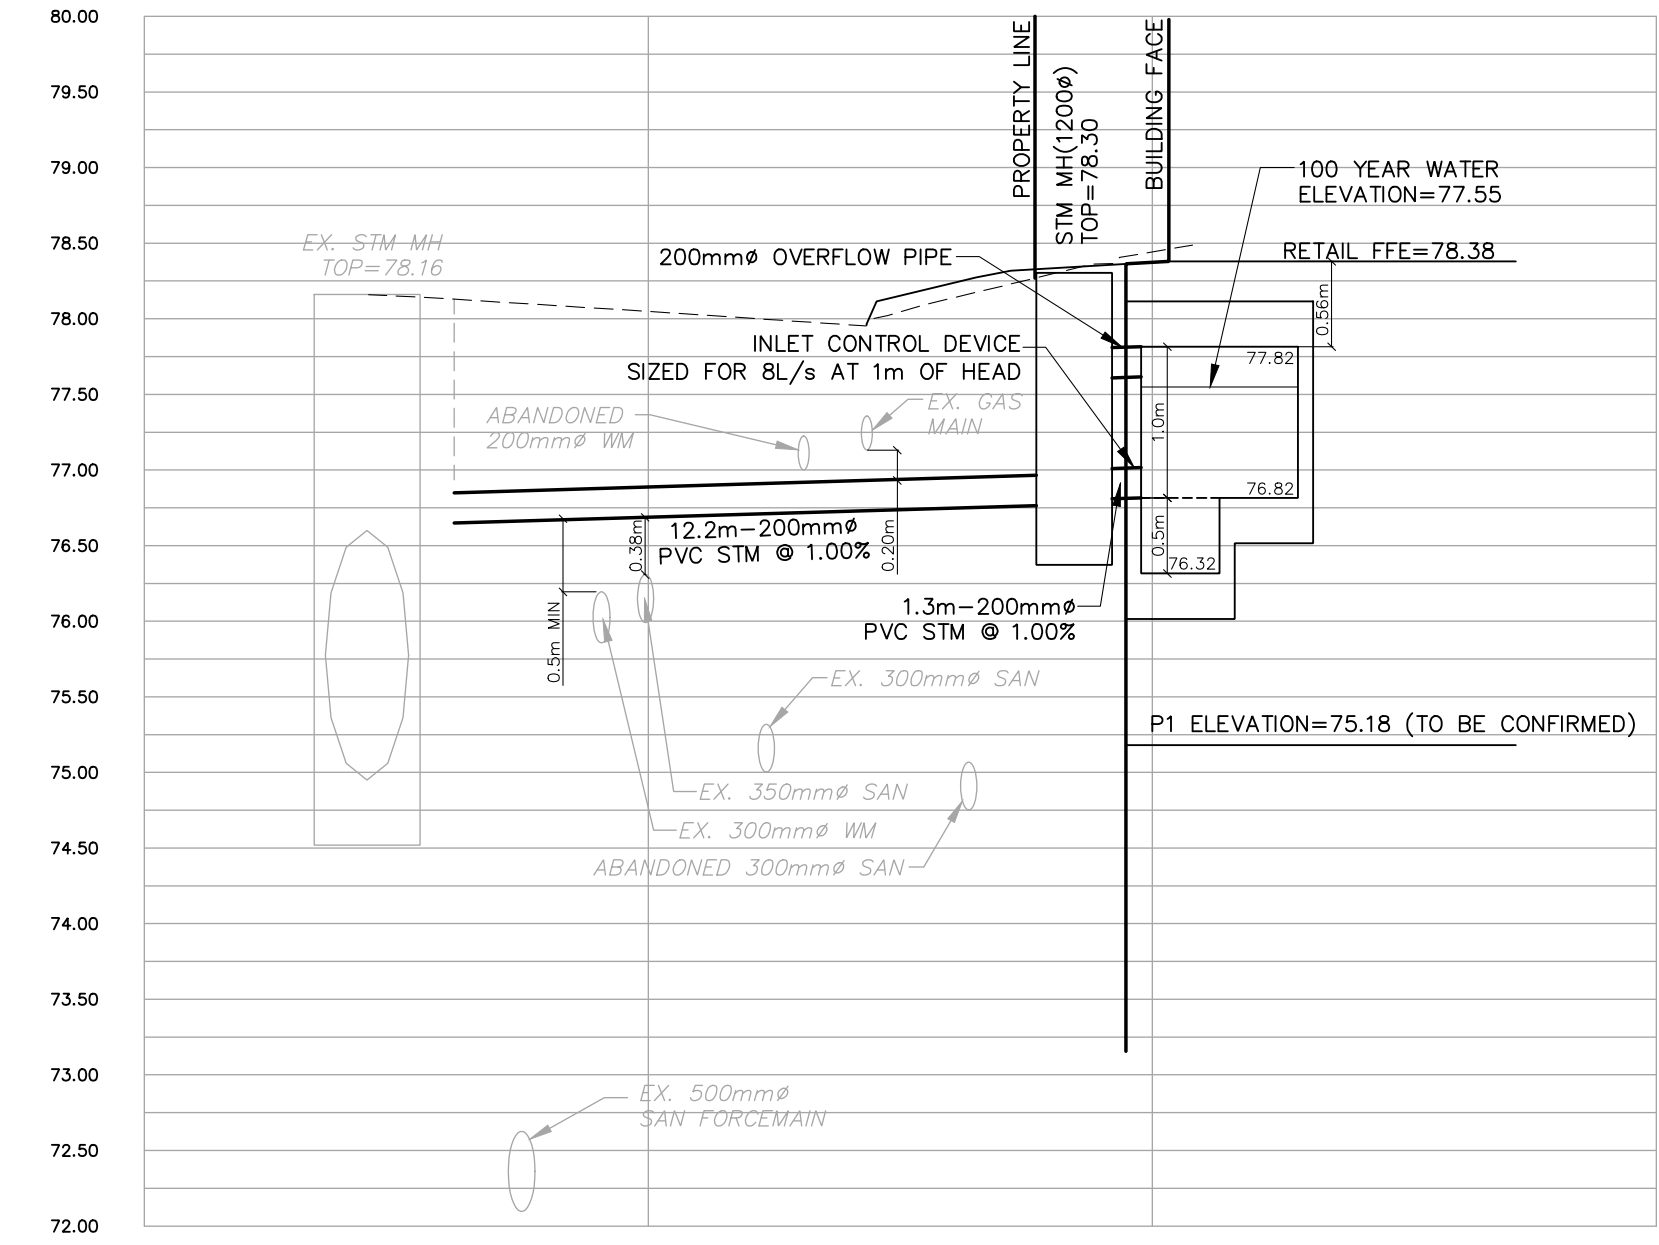 80.00
79.50
79.00
78.50
78.00
77.50
77.00
76.50
76.00
75.50
75.00
74.50
74.00
73.50
73.00
72.50
72.00
PROPERTY LINE
STM MH(1200ø)
TOP=78.30
BUILDING FACE
100 YEAR WATER
ELEVATION=77.55
EX. STM MH
TOP=78.16
200mmø OVERFLOW PIPE
RETAIL FFE=78.38
0.56m
INLET CONTROL DEVICE
SIZED FOR 8L/s AT 1m OF HEAD
77.82
ABANDONED
200mmø WM
EX. GAS
MAIN
1.0m
76.82
12.2m-200mmø
PVC STM @ 1.00%
0.38m
0.20m
0.5m
76.32
0.5m MIN
1.3m-200mmø
PVC STM @ 1.00%
EX. 300mmø SAN
P1 ELEVATION=75.18 (TO BE CONFIRMED)
EX. 350mmø SAN
EX. 300mmø WM
ABANDONED 300mmø SAN
EX. 500mmø
SAN FORCEMAIN